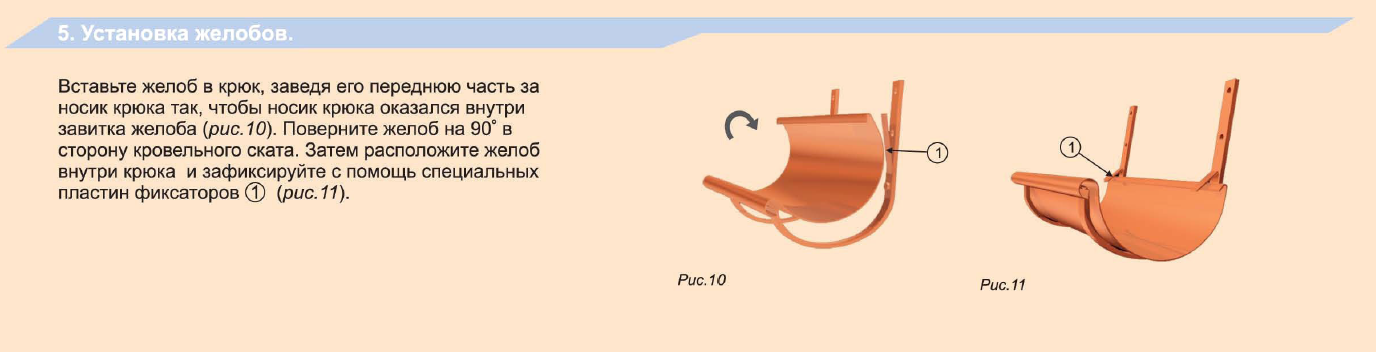 5. Установка желобов.
Вставьте желоб в крюк, заведя его переднюю часть за
носик крюка так, чтобы носик крюка оказался внутри
завитка желоба (рис.10). Поверните желоб на 90° в
сторону кровельного ската. Затем расположите желоб
внутри крюка и зафиксируйте с помощь специальных
пластин фиксаторов ① (рис.11).
①
Рис.10
①
Рис.11